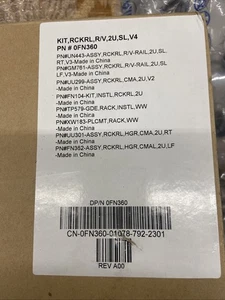 KIT,RCKRL,R/V,2U,SL,V4
PN # 0FN360
PN#UN443-ASSY,RCKRL,R/V-RAIL,2U,SL.
RT,V3-Made in China
PN#GM761-ASSY,RCKRL,R/V-RAIL,2U,SL
LF,V3-Made in China
PN#UU299-ASSY,RCKRL,CMA,2U,V2
-Made in China
PN#FN104-KIT,INSTL,RCKRL,2U
-Made in China
PN#TP579-GDE,RACK,INSTL,WW
-Made in China
PN#XW183-PLCMT,RACK,WW
-Made in China
PN#UU301-ASSY,RCKRL,HGR,CMA,2U,RT
-Made in China
PN#FN352-ASSY,RCKRL,HGR,CMAL,2U,LF
-Made in China
DP/N 0FN360
CN-0FN360-01078-792-2301
REV A00